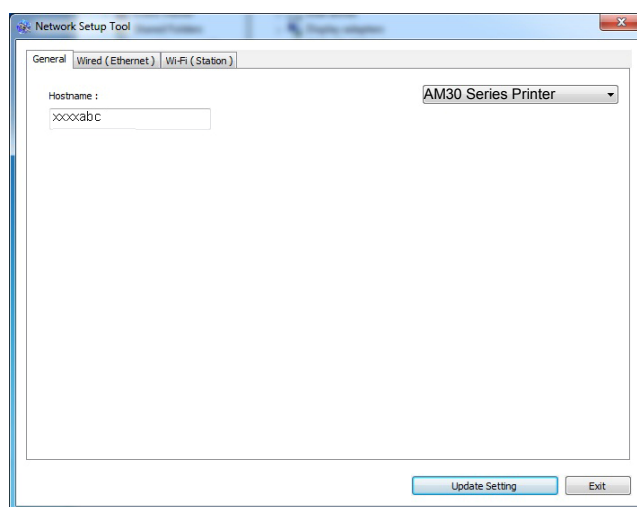 Network Setup Tool
General Wired ( Ethernet ) Wi-Fi ( Station )
Hostname :
AM30 Series Printer
xxxxabc
Update Setting Exit